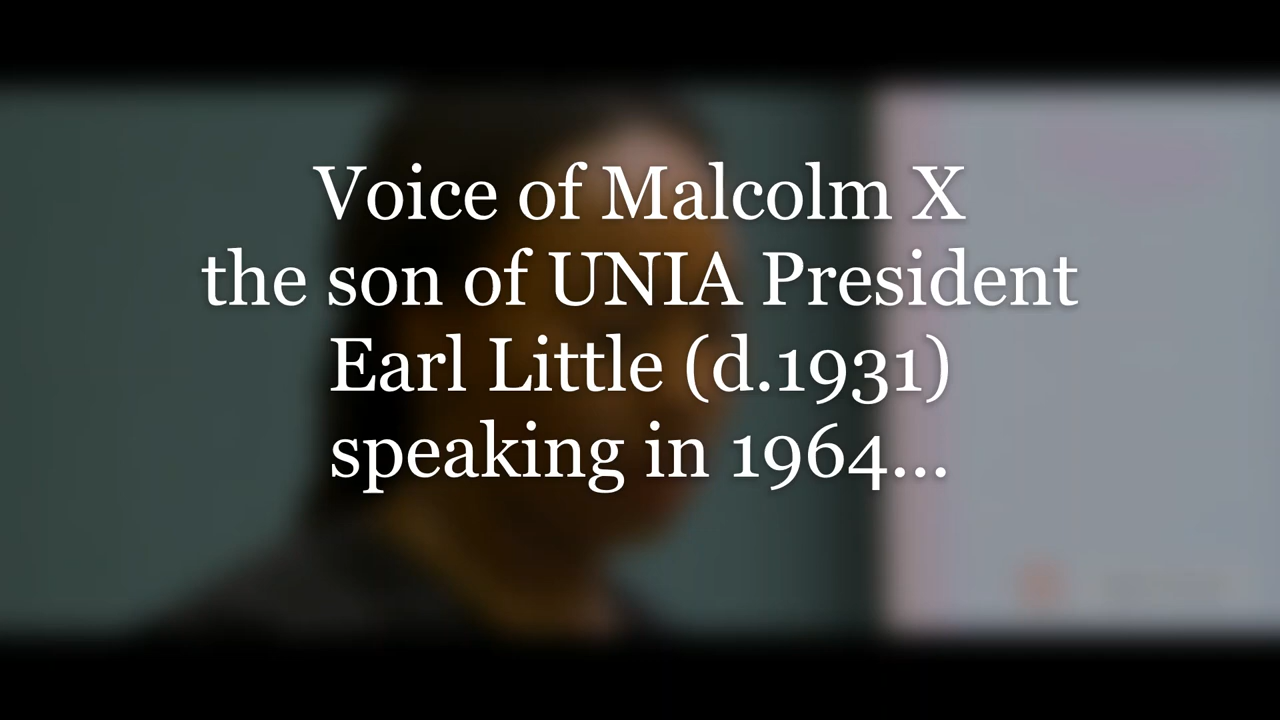 Voice of Malcolm X
the son of UNIA President
Earl Little (d.1931)
speaking in 1964...